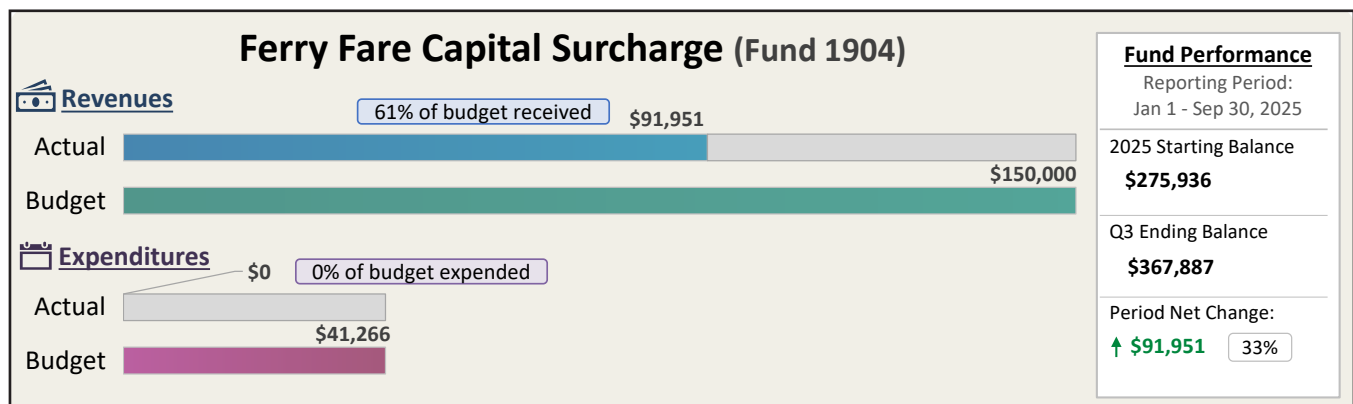 Ferry Fare Capital Surcharge (Fund 1904)
Revenues
61% of budget received
$91,951
Actual
$150,000
Budget
Expenditures
$0
0% of budget expended
Actual
$41,266
Budget
Fund Performance
Reporting Period:
Jan 1 - Sep 30, 2025
2025 Starting Balance
$275,936
Q3 Ending Balance
$367,887
Period Net Change:
$91,951 33%